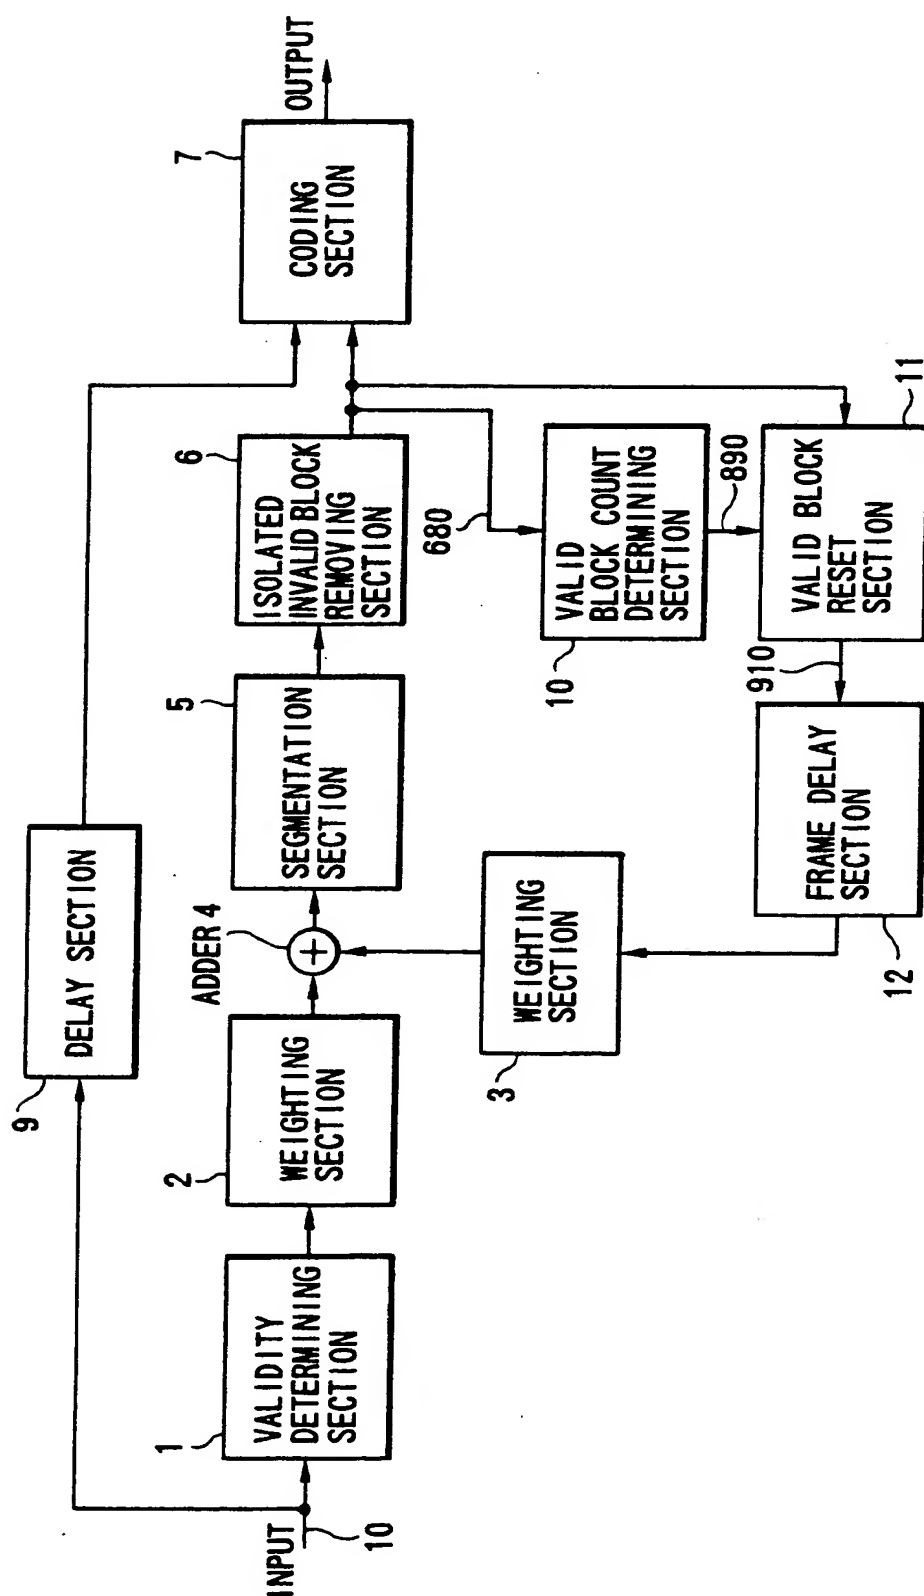 INPUT
10
1
VALIDITY
DETERMINING
SECTION
2
WEIGHTING
SECTION
ADDER 4
+
5
SEGMENTATION
SECTION
6
ISOLATED
INVALID BLOCK
REMOVING
SECTION
7
CODING
SECTION
OUTPUT
9
DELAY SECTION
680
10
VALID
BLOCK COUNT
DETERMINING
SECTION
890
11
VALID BLOCK
RESET
SECTION
910
12
FRAME DELAY
SECTION
3
WEIGHTING
SECTION